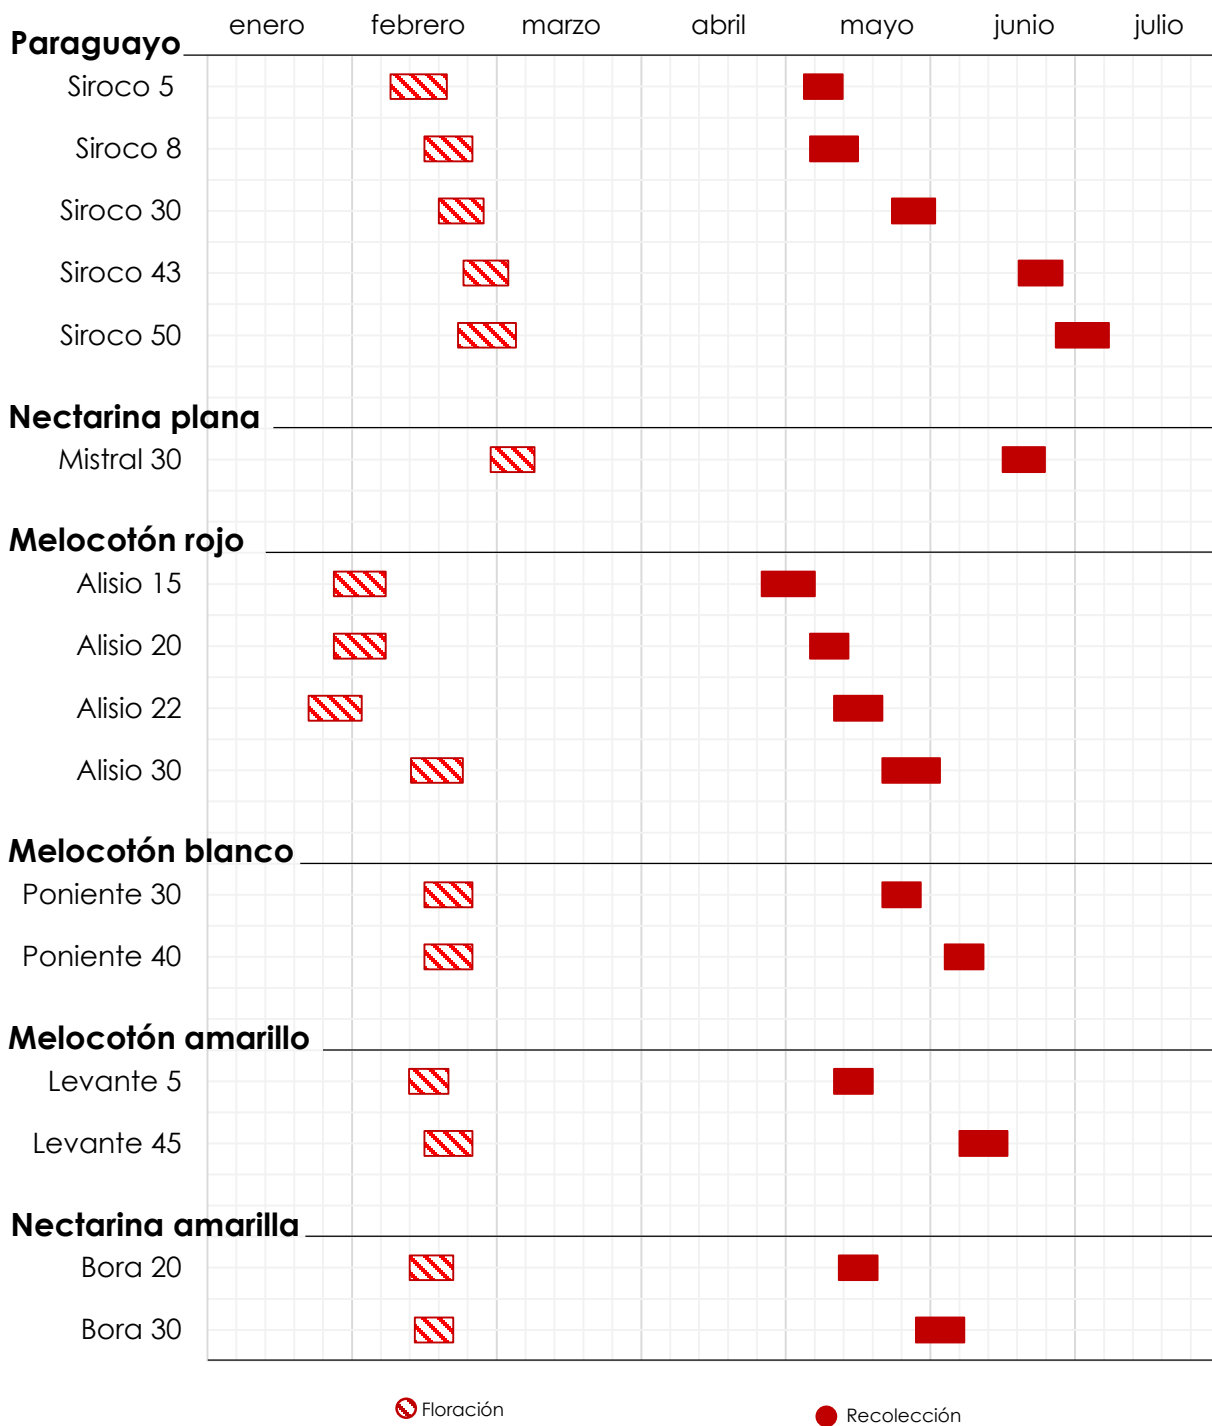 enero febrero marzo abril mayo junio julio
Paraguayo
Siroco 5
Siroco 8
Siroco 30
Siroco 43
Siroco 50
Nectarina plana
Mistral 30
Melocotón rojo
Alisio 15
Alisio 20
Alisio 22
Alisio 30
Melocotón blanco
Poniente 30
Poniente 40
Melocotón amarillo
Levante 5
Levante 45
Nectarina amarilla
Bora 20
Bora 30
Floración Recolección